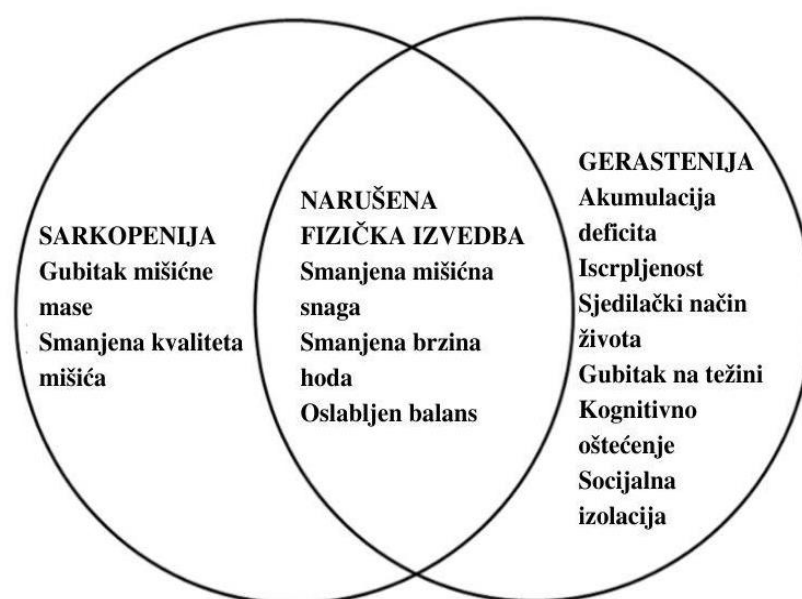 SARKOPENIJA
Gubitak mišićne
mase
Smanjena kvaliteta
mišića
NARUŠENA
FIZIČKA IZVEDBA
Smanjena mišićna
snaga
Smanjena brzina
hoda
Oslabljen balans
GERASTENIJA
Akumulacija
deficita
Iscrpljenost
Sjedilački način
života
Gubitak na težini
Kognitivno
oštećenje
Socijalna
izolacija